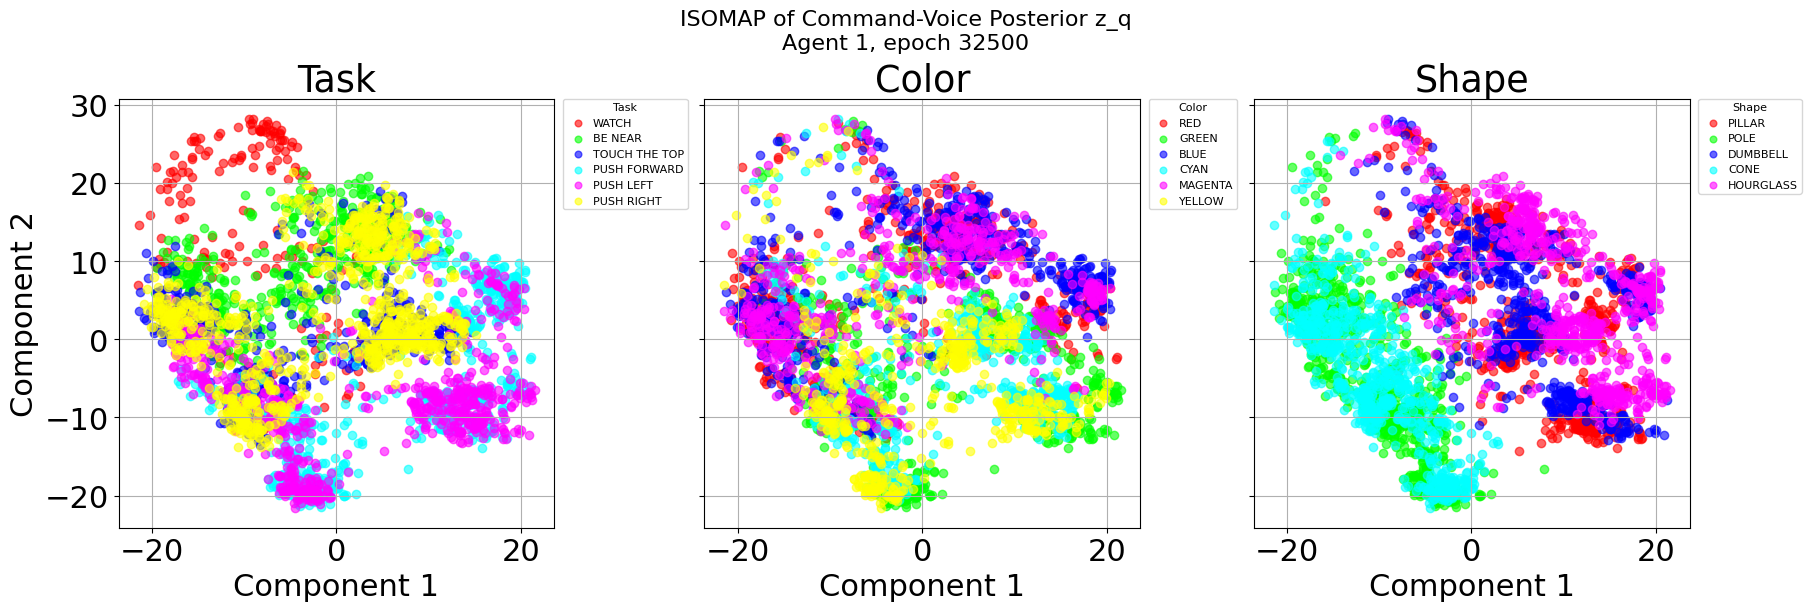 ISOMAP of Command-Voice Posterior z_q
Agent 1, epoch 32500
Task
Color
Shape
Component 2
30
20
10
0
−10
−20
Task
WATCH
BE NEAR
TOUCH THE TOP
PUSH FORWARD
PUSH LEFT
PUSH RIGHT
Color
RED
GREEN
BLUE
CYAN
MAGENTA
YELLOW
Shape
PILLAR
POLE
DUMBBELL
CONE
HOURGLASS
−20 0 20
−20 0 20
−20 0 20
Component 1
Component 1
Component 1